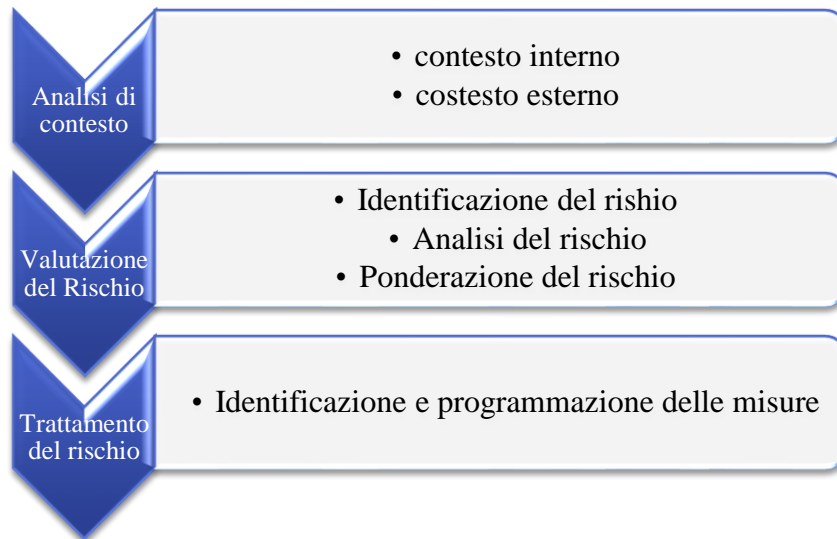 Analisi di
contesto
• contesto interno
• costesto esterno
Valutazione
del Rischio
• Identificazione del rishio
• Analisi del rischio
• Ponderazione del rischio
Trattamento
del rischio
• Identificazione e programmazione delle misure